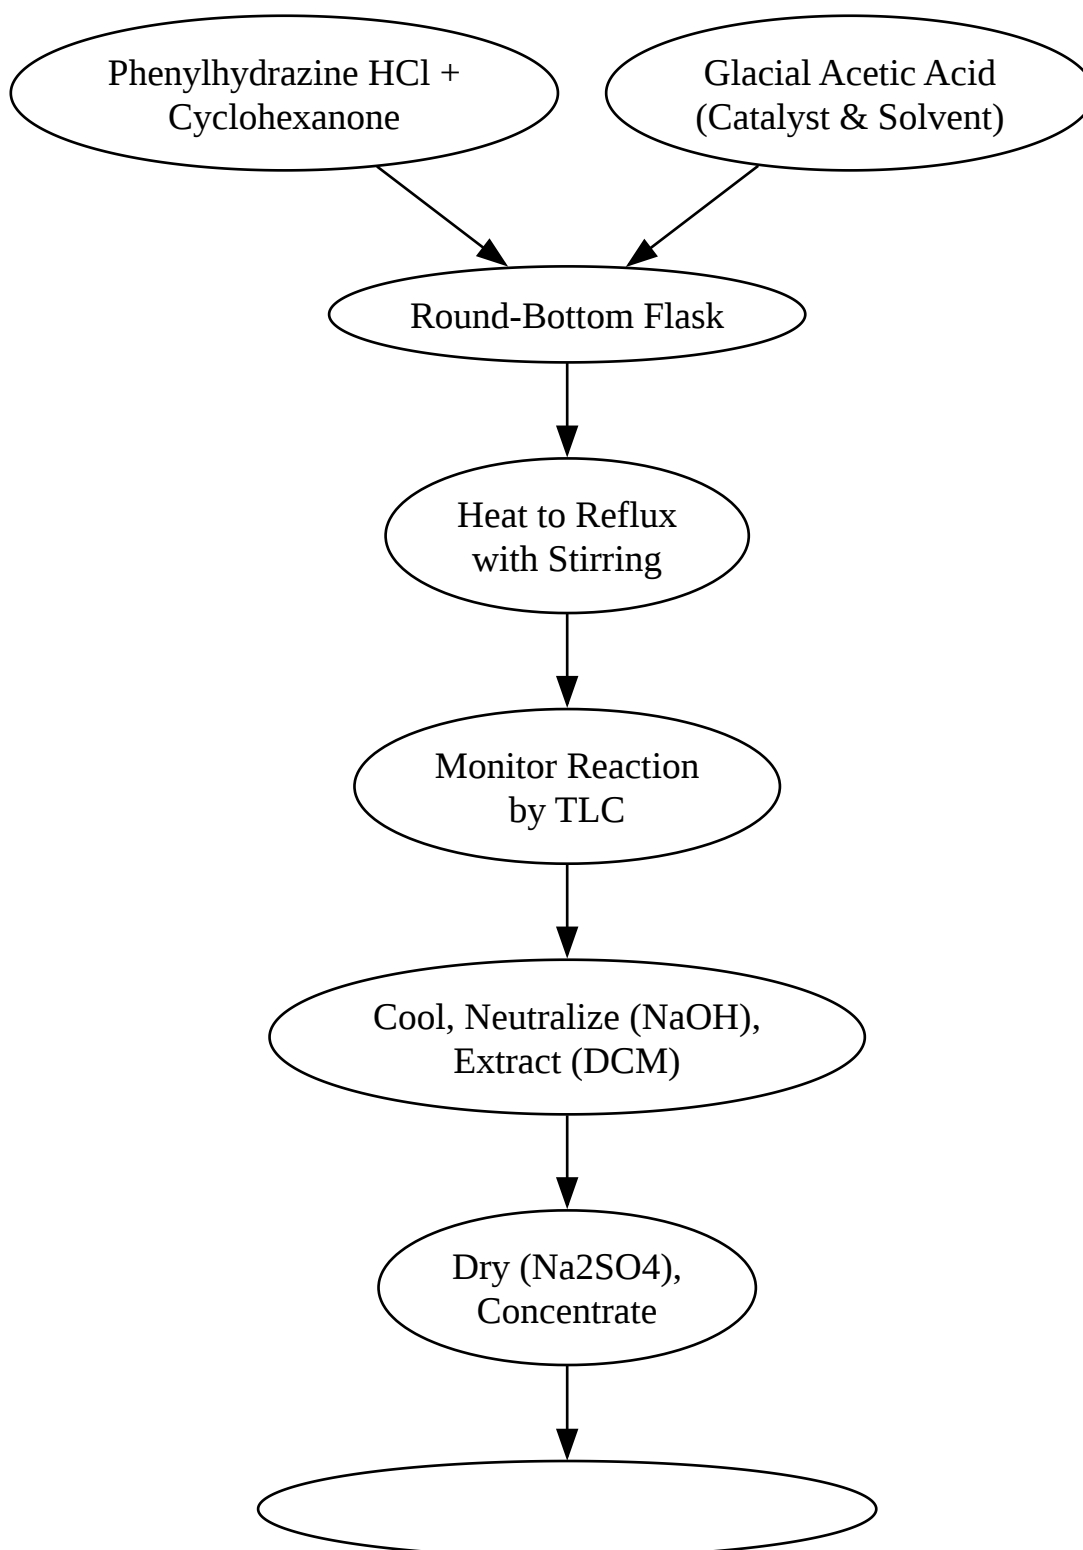 Phenylhydrazine HCl +
Cyclohexanone
Glacial Acetic Acid
(Catalyst & Solvent)
Round-Bottom Flask
Heat to Reflux
with Stirring
Monitor Reaction
by TLC
Cool, Neutralize (NaOH),
Extract (DCM)
Dry (Na2SO4),
Concentrate